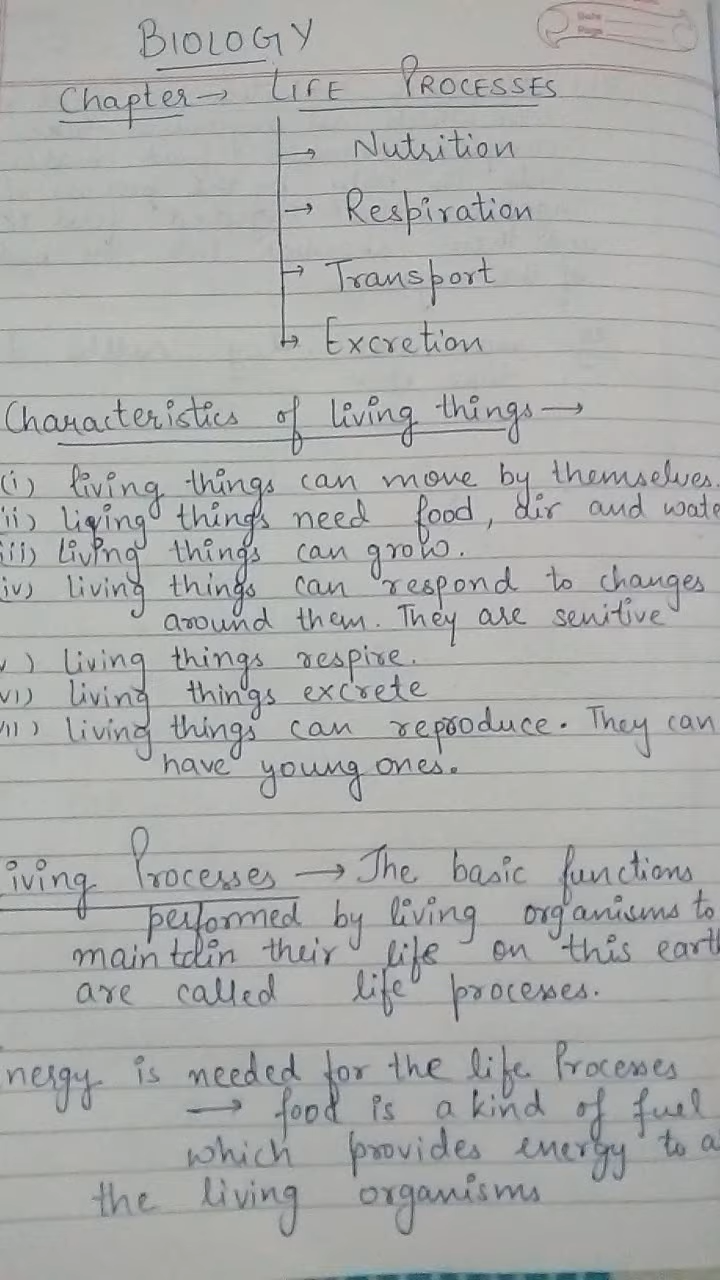 Date
Page
BIOLOGY
Chapter → LIFE PROCESSES
→ Nutrition
→ Respiration
→ Transport
→ Excretion
Characteristics of living things →
(i) living things can move by themselves.
ii) living things need food, air and wate
iii) living things can grow.
iv) living things can respond to changes
around them. They are senitive
v) living things respire.
vi) living things excrete
vii) living things can reproduce. They can
have young ones.
iving Processes → The basic functions
performed by living organisms to
maintain their life on this eart
are called life processes.
nergy is needed for the life Processes
→ food is a kind of fuel
which provides energy to a
the living organisms